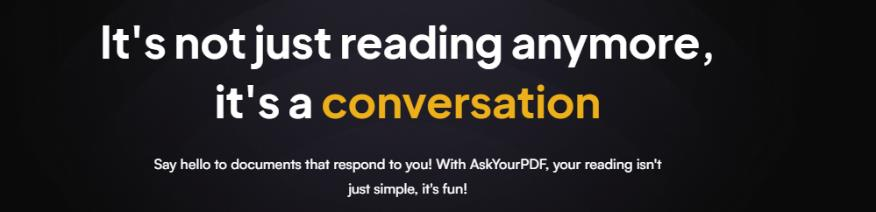 It's not just reading anymore,
it's a conversation
Say hello to documents that respond to you! With AskYourPDF, your reading isn't
just simple, it's fun!